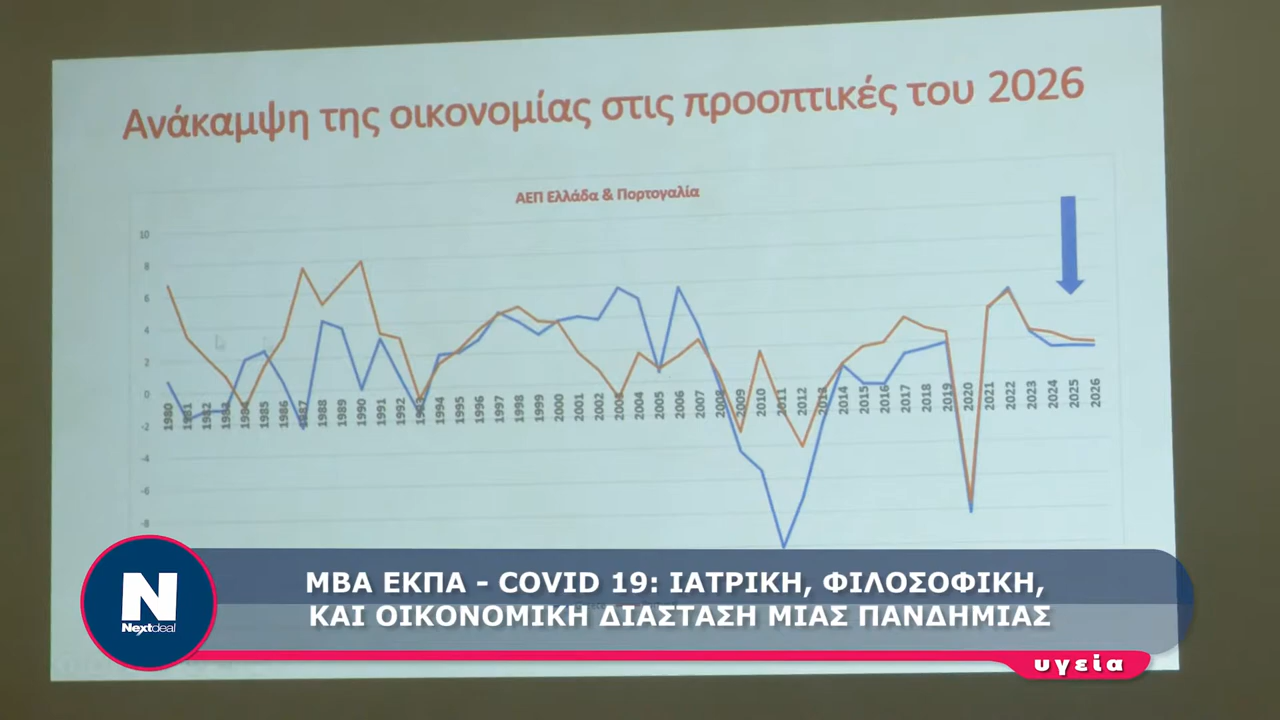 Ανάκαμψη της οικονομίας στις προοπτικές του 2026
ΑΕΠ Ελλάδα & Πορτογαλία
10
8
6
4
2
0
-2
-4
-6
-8
1980 1981 1982 1983 1984 1985 1986 1987 1988 1989 1990 1991 1992 1993 1994 1995 1996 1997 1998 1999 2000 2001 2002 2003 2004 2005 2006 2007 2008 2009 2010 2011 2012 2013 2014 2015 2016 2017 2018 2019 2020 2021 2022 2023 2024 2025 2026
N
Nextdeal
ΜΒΑ ΕΚΠΑ - COVID 19: ΙΑΤΡΙΚΗ, ΦΙΛΟΣΟΦΙΚΗ,
ΚΑΙ ΟΙΚΟΝΟΜΙΚΗ ΔΙΑΣΤΑΣΗ ΜΙΑΣ ΠΑΝΔΗΜΙΑΣ
υγεία